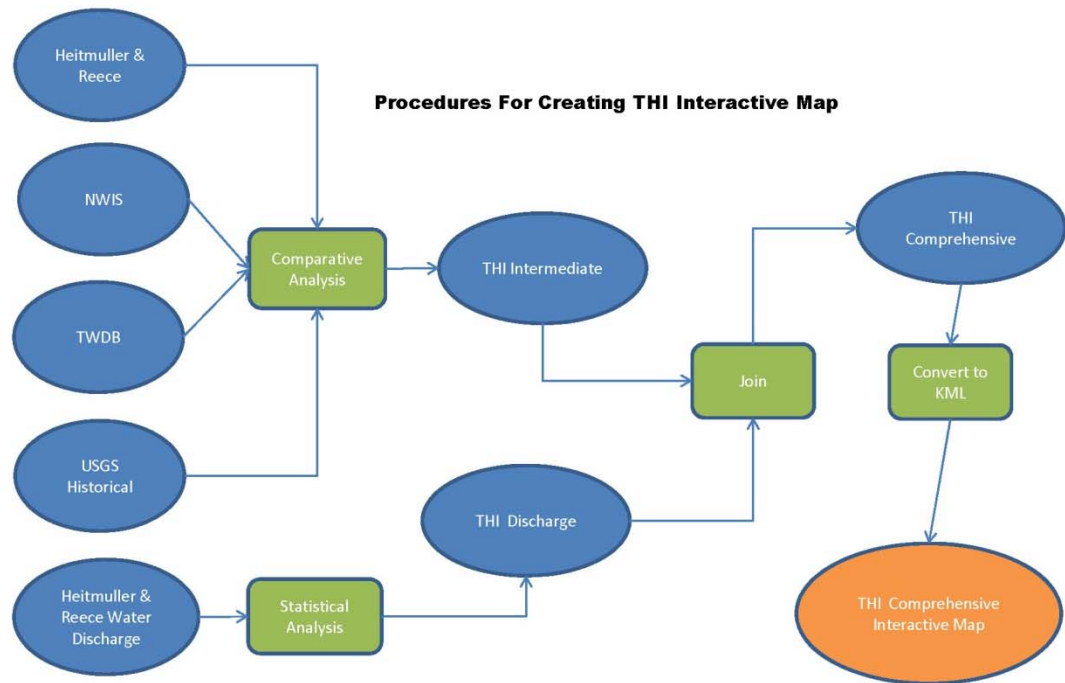 Procedures For Creating THI Interactive Map
Heitmuller &
Reece
NWIS
TWDB
USGS
Historical
Heitmuller &
Reece Water
Discharge
Comparative
Analysis
Statistical
Analysis
THI Intermediate
THI  Discharge
Join
THI
Comprehensive
Convert to
KML
THI  Comprehensive
Interactive Map